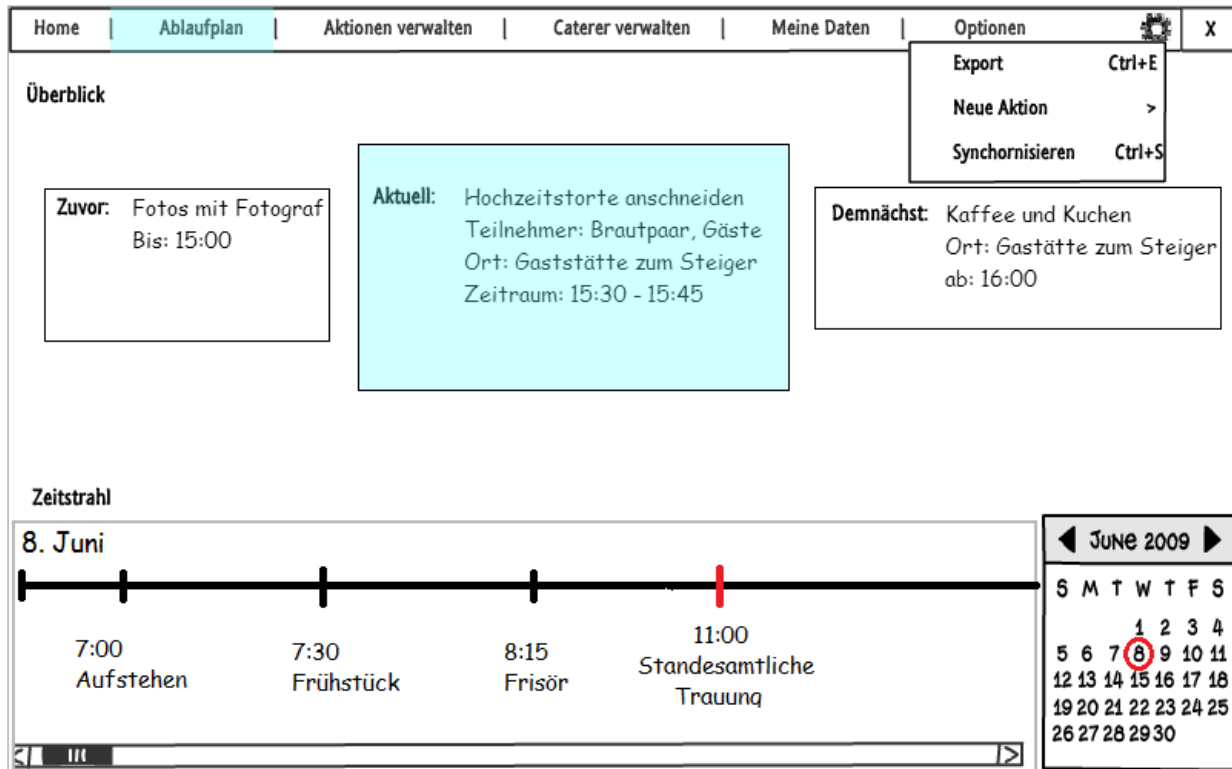 Home | Ablaufplan | Aktionen verwalten | Caterer verwalten | Meine Daten | Optionen X
Export Ctrl+E
Neue Aktion >
Synchornisieren Ctrl+S
Überblick
Zuvor: Fotos mit Fotograf
Bis: 15:00
Aktuell: Hochzeitstorte anschneiden
Teilnehmer: Brautpaar, Gäste
Ort: Gaststätte zum Steiger
Zeitraum: 15:30 - 15:45
Demnächst: Kaffee und Kuchen
Ort: Gastätte zum Steiger
ab: 16:00
Zeitstrahl
8. Juni
7:00
Aufstehen
7:30
Frühstück
8:15
Frisör
11:00
Standesamtliche
Trauung
June 2009
S M T W T F S
1 2 3 4
5 6 7 8 9 10 11
12 13 14 15 16 17 18
19 20 21 22 23 24 25
26 27 28 29 30